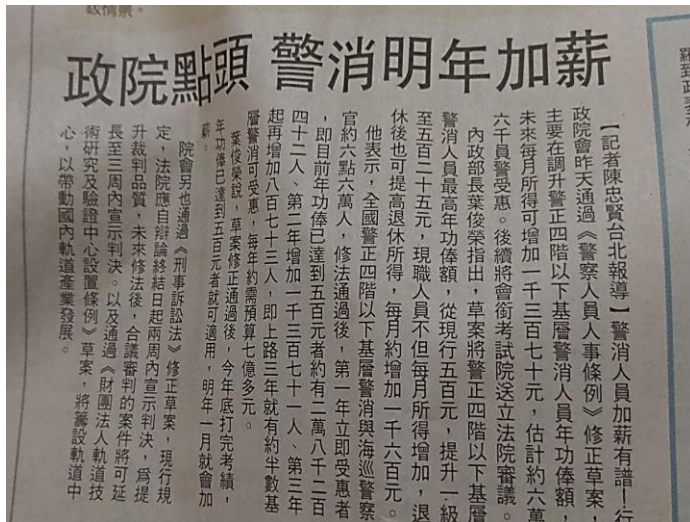 政院點頭 警消明年加薪
【記者陳忠賢台北報導】警消人員加薪有譜！行
政院會昨天通過《警察人員人事條例》修正草案，
主要在調升警正四階以下基層警消人員年功俸額，
未來每月所得可增加一千三百七十元，估計約六萬
六千員警受惠。後續將會銜考試院送立法院審議。
內政部長葉俊榮指出，草案將警正四階以下基層
警消人員最高年功俸額，從現行五百元，提升一級
至五百二十五元，現職人員不但每月所得增加，退
休後也可提高退休所得，每月約增加一千六百元。
他表示，全國警正四階以下基層警消與海巡警察
官約六點六萬人，修法通過後，第一年立即受惠者
，即目前年功俸已達到五百元者約有二萬八千二百
四十二人、第二年增加一千三百七十一人、第三年
起再增加八百七十三人，即上路三年就有約半數基
層警消可受惠，每年約需預算七億多元。
葉俊榮說，草案修正通過後，今年底打完考績，
年功俸已達到五百元者就可適用，明年一月就會加
薪。
院會另也通過《刑事訴訟法》修正草案，現行規
定，法院應自辯論終結日起兩周內宣示判決，為提
升裁判品質，未來修法後，合議審判的案件將可延
長至三周內宣示判決。以及通過《財團法人軌道技
術研究及驗證中心設置條例》草案，將籌設軌道中
心，以帶動國內軌道產業發展。